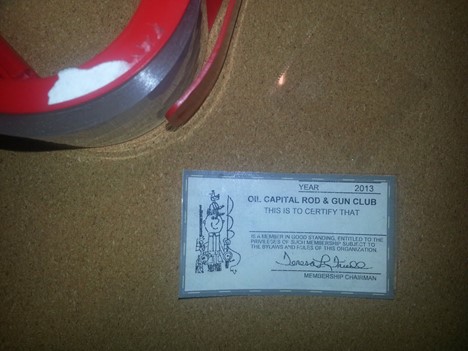 YEAR 2013
OIL CAPITAL ROD & GUN CLUB
THIS IS TO CERTIFY THAT
IS A MEMBER IN GOOD STANDING, ENTITLED TO THE
PRIVILEGES OF SUCH MEMBERSHIP SUBJECT TO
THE BYLAWS AND RULES OF THIS ORGANIZATION.
Teresa
MEMBERSHIP CHAIRMAN